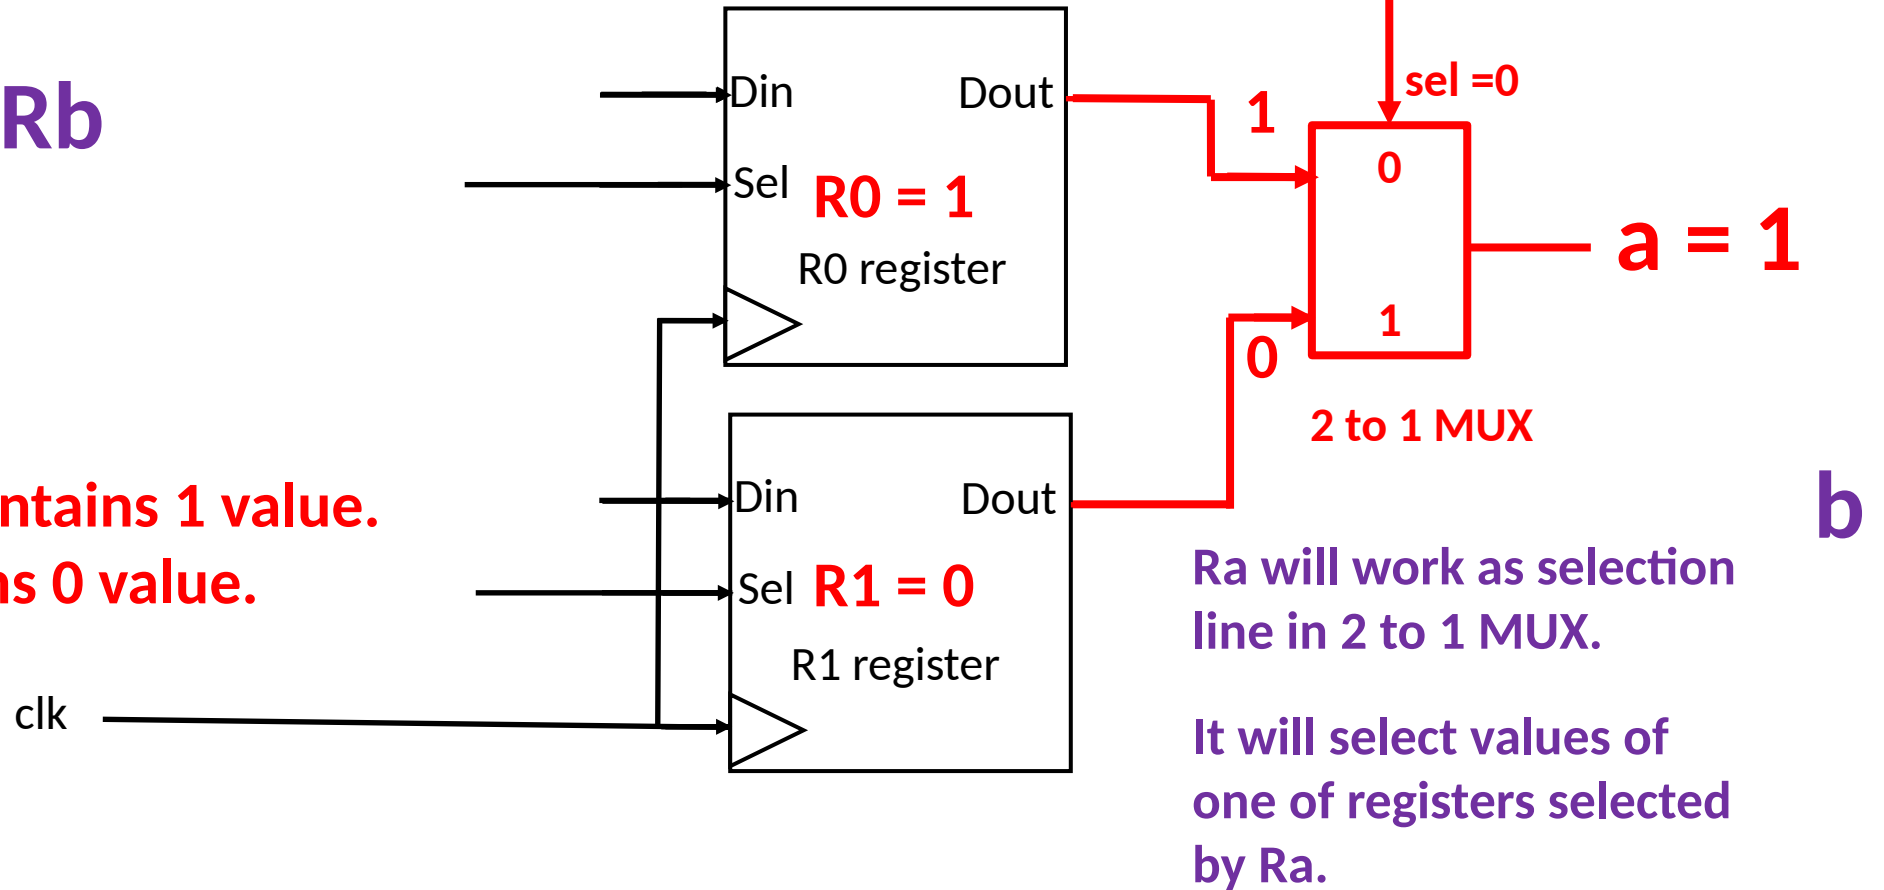 Rb
Din
Dout
Sel
R0 = 1
R0 register
1
sel =0
0
1
a = 1
0
2 to 1 MUX
ntains 1 value.
ns 0 value.
clk
Din
Dout
Sel
R1 = 0
R1 register
b
Ra will work as selection
line in 2 to 1 MUX.
It will select values of
one of registers selected
by Ra.